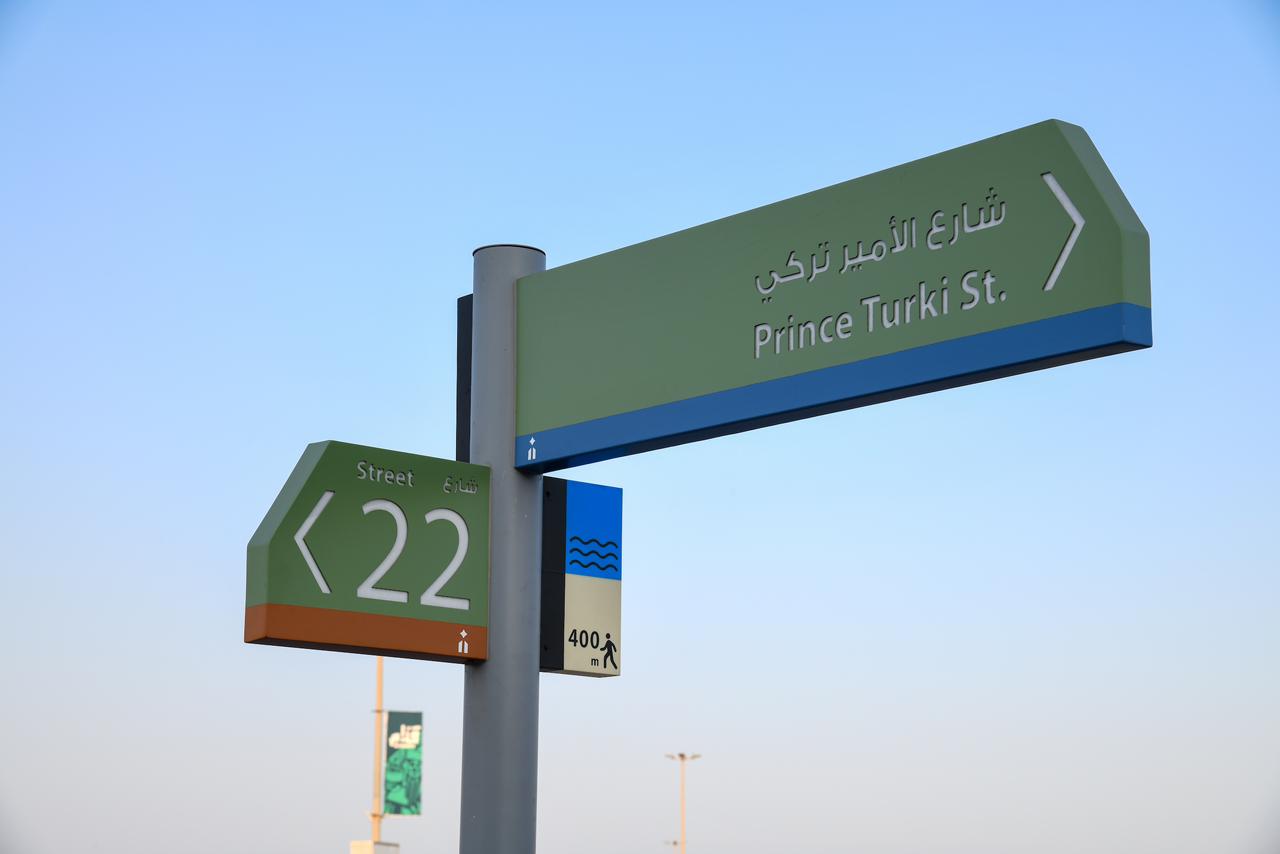 شارع الأمير تركي
Prince Turki St.
Street شارع
22
400
m